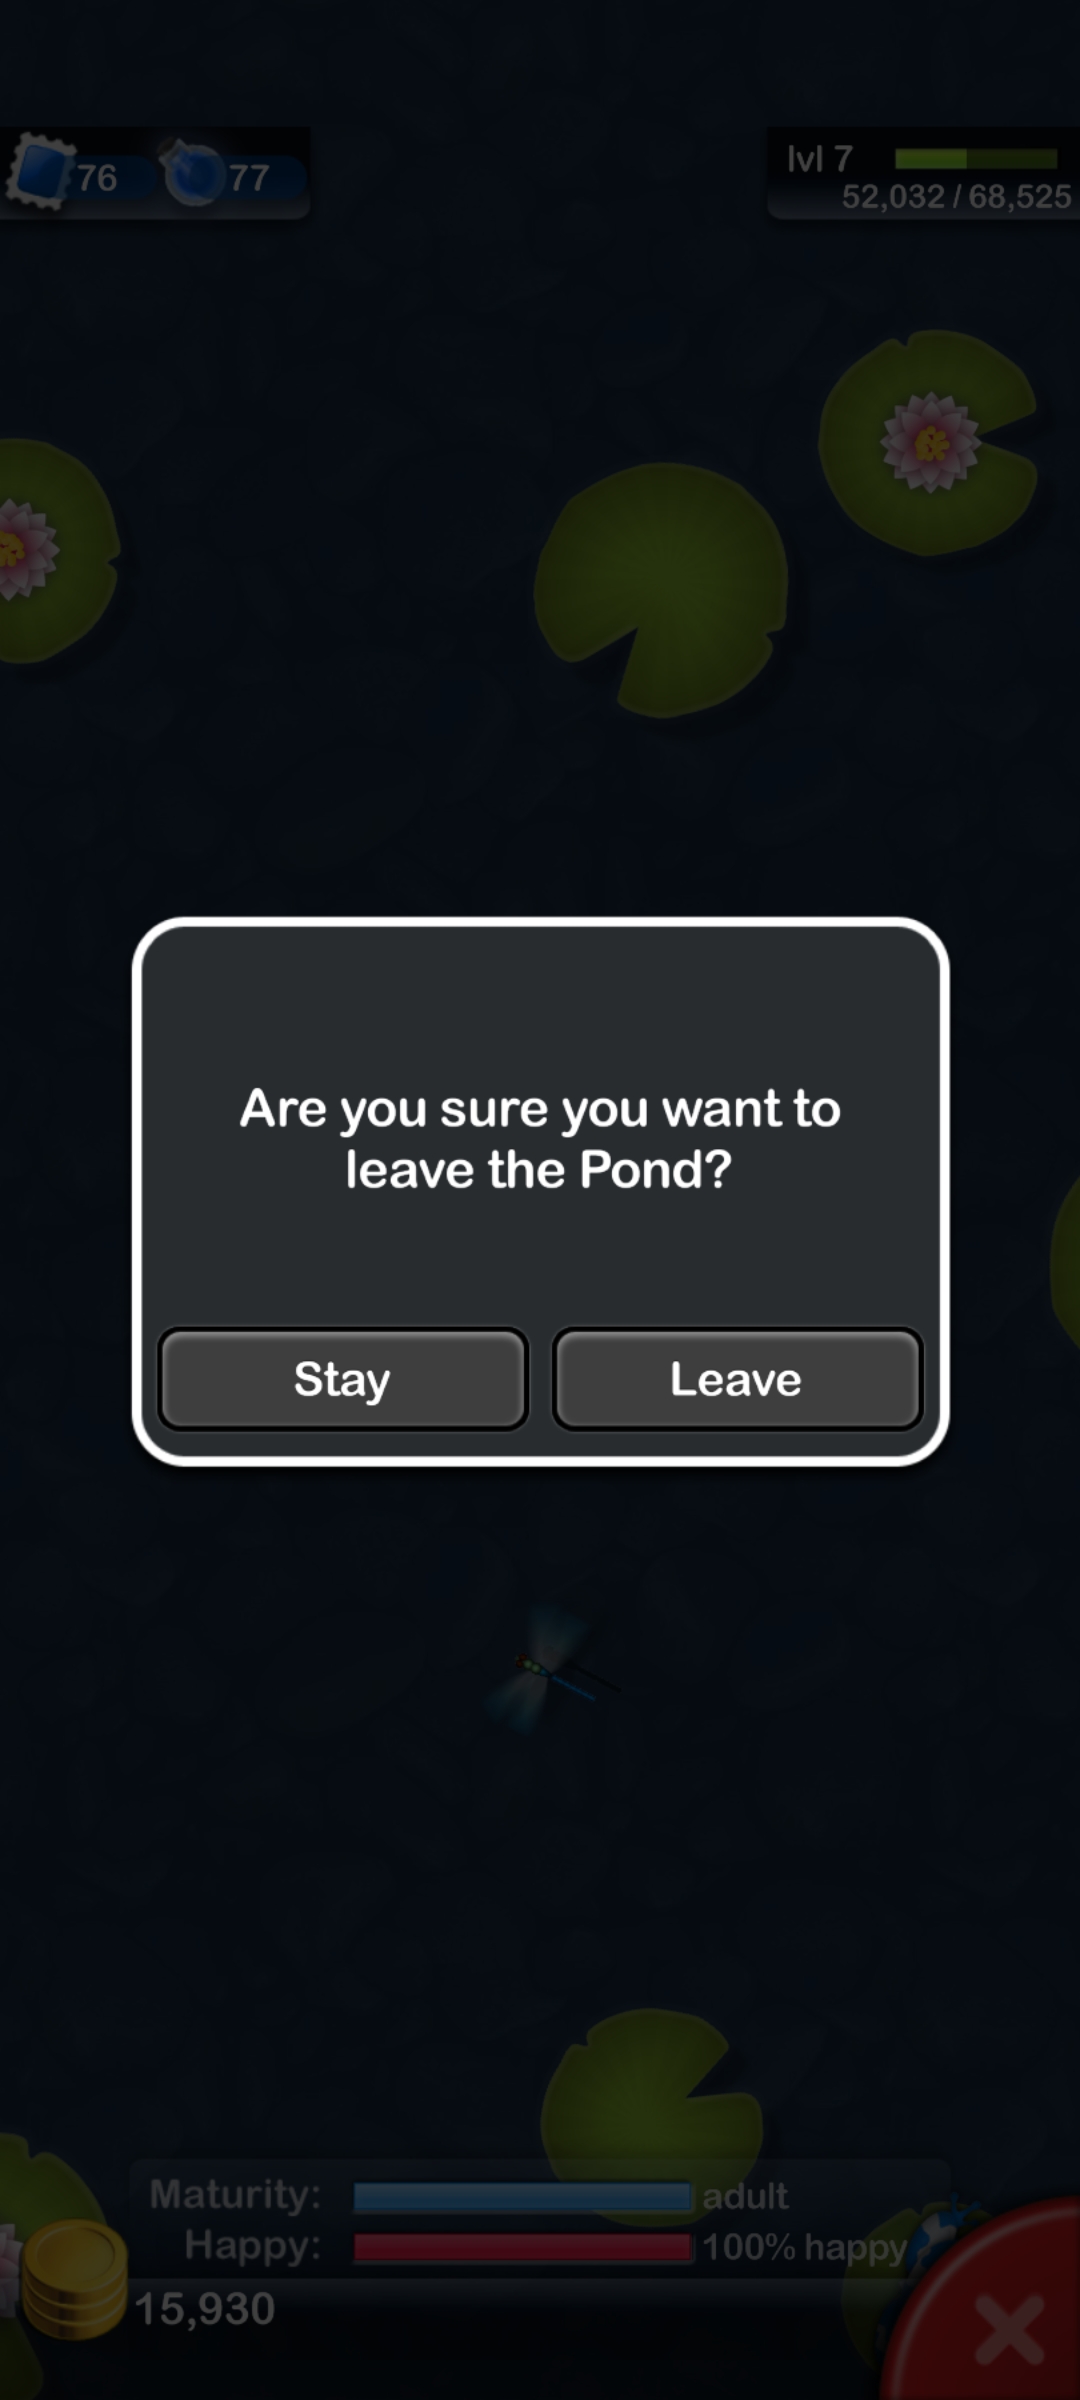 76
77
lvl 7
52,032 / 68,525
Are you sure you want to
leave the Pond?
Stay
Leave
Maturity:
adult
Happy:
100% happy
15,930